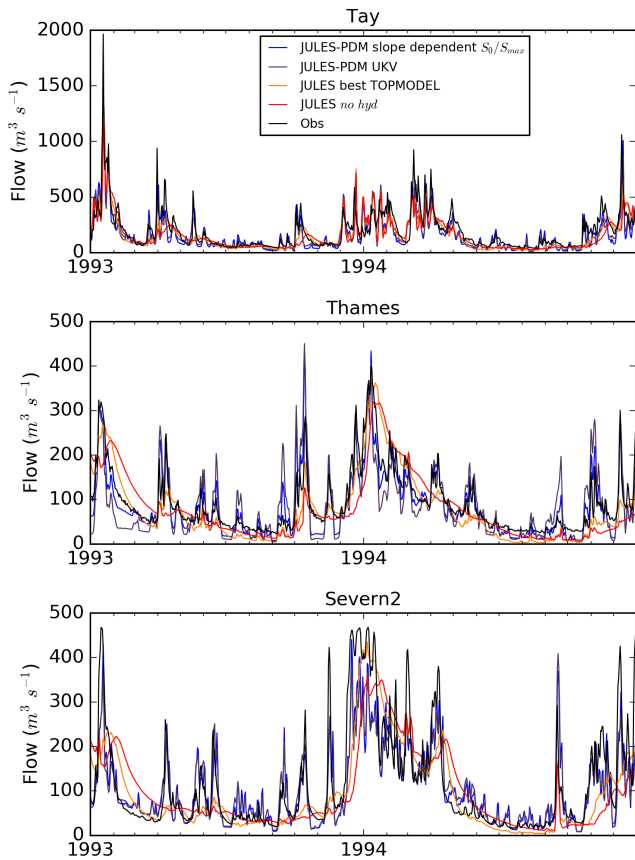 Tay
2000
JULES-PDM slope dependent S₀/Sₘₐₓ
JULES-PDM UKV
JULES best TOPMODEL
JULES no hyd
Obs
1500
1000
500
0
Flow (m³ s⁻¹)
1993 1994
Thames
500
400
300
200
100
0
Flow (m³ s⁻¹)
1993 1994
Severn2
500
400
300
200
100
0
Flow (m³ s⁻¹)
1993 1994